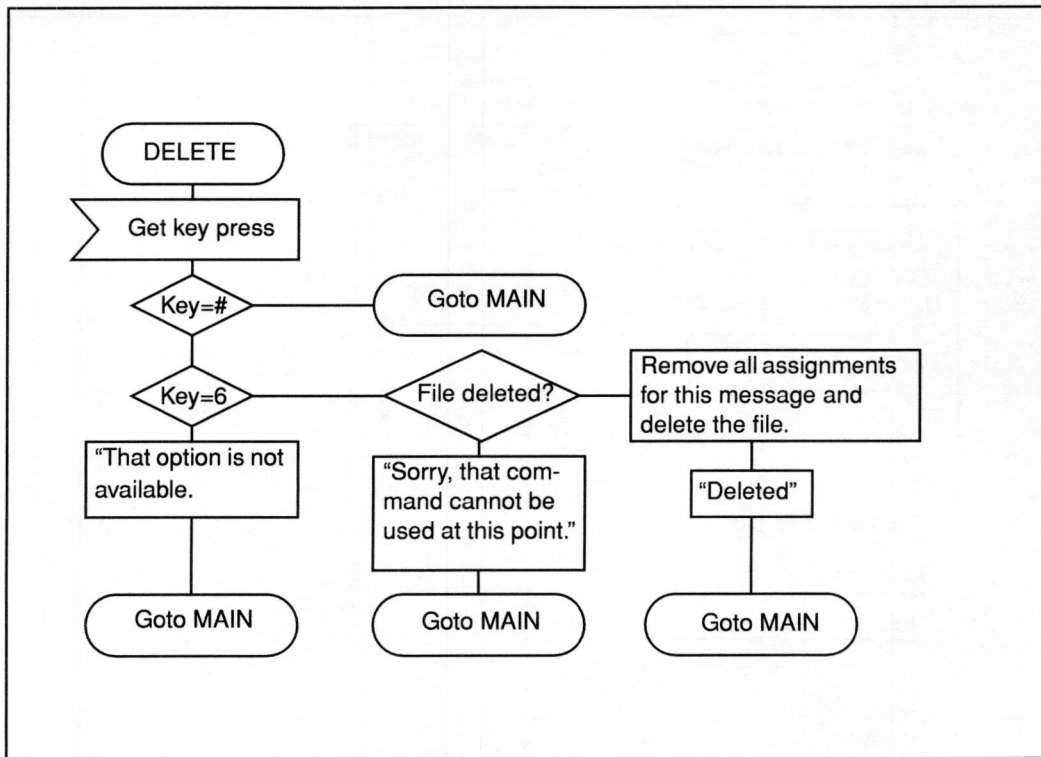 DELETE
Get key press
Key=#
Goto MAIN
Key=6
File deleted?
Remove all assignments
for this message and
delete the file.
“That option is not
available.
“Sorry, that com-
mand cannot be
used at this point.”
“Deleted”
Goto MAIN
Goto MAIN
Goto MAIN